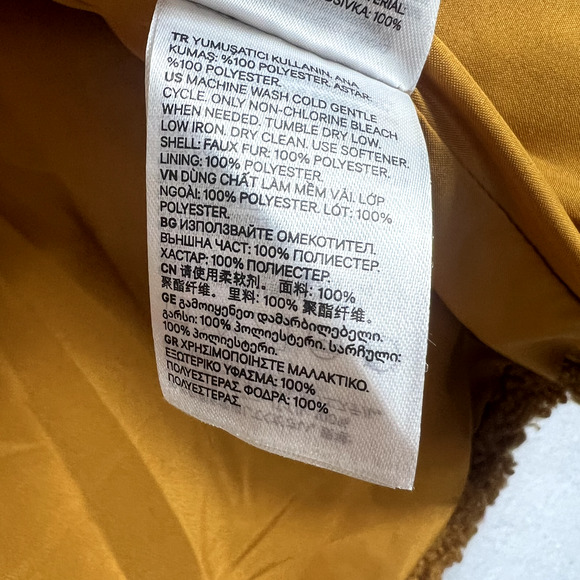 SIVKA: 100%
TR YUMUŞATICI KULLANIN. ANA
KUMAŞ: %100 POLYESTER. ASTAR:
%100 POLYESTER.
US MACHINE WASH COLD GENTLE
CYCLE. ONLY NON-CHLORINE BLEACH
WHEN NEEDED. TUMBLE DRY LOW.
LOW IRON. DRY CLEAN. USE SOFTENER.
SHELL: FAUX FUR: 100% POLYESTER.
LINING: 100% POLYESTER.
VN DÙNG CHẤT LÀM MỀM VẢI. LỚP
NGOÀI: 100% POLYESTER. LÓT: 100%
POLYESTER.
BG ИЗПОЛЗВАЙТЕ ОМЕКОТИТЕЛ.
ВЪНШНА ЧАСТ: 100% ПОЛИЕСТЕР.
ХАСТАР: 100% ПОЛИЕСТЕР.
CN 请使用柔软剂。 面料: 100%
聚酯纤维。 里料: 100% 聚酯纤维。
GE გამოიყენეთ დამარბილებელი.
გარსი: 100% პოლიესტერი. სარჩული:
100% პოლიესტერი.
GR ΧΡΗΣΙΜΟΠΟΙΗΣΤΕ ΜΑΛΑΚΤΙΚΟ.
ΕΞΩΤΕΡΙΚΟ ΥΦΑΣΜΑ: 100%
ΠΟΛΥΕΣΤΕΡΑΣ. ΦΟΔΡΑ: 100%
ΠΟΛΥΕΣΤΕΡΑΣ.